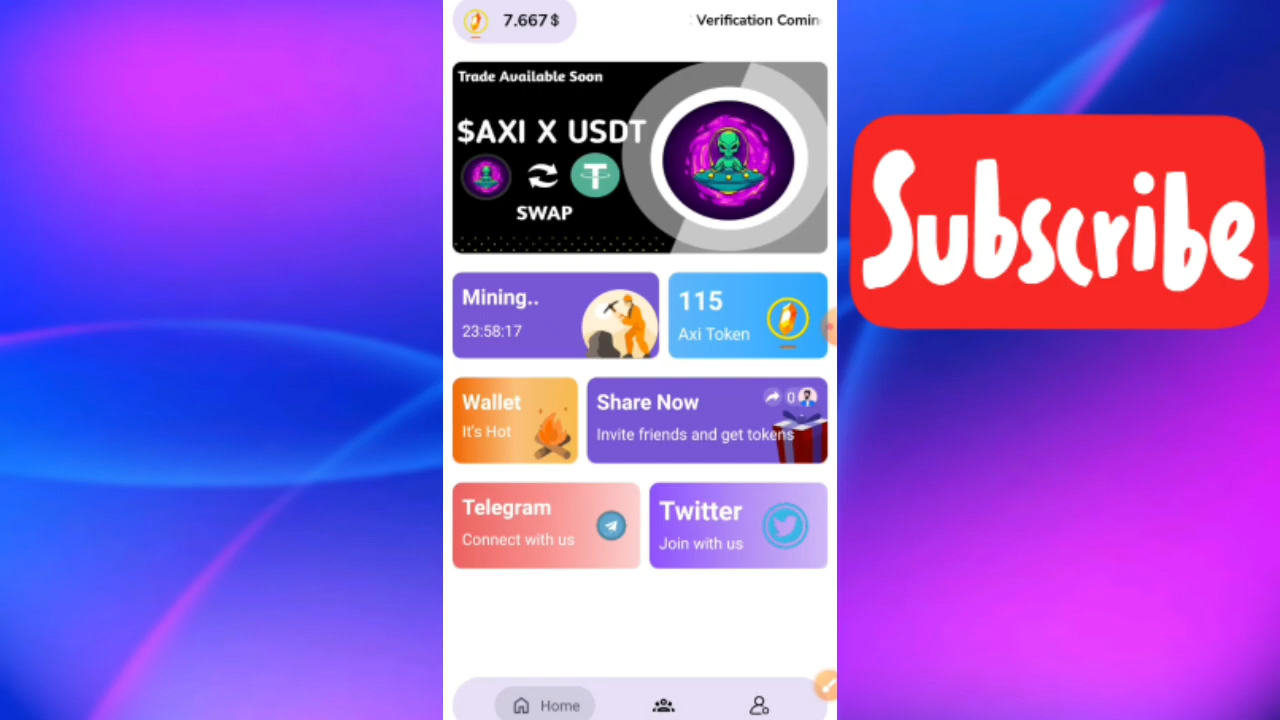 7.667 $
: Verification Comin
Trade Available Soon
$AXI X USDT
SWAP
Subscribe
Mining..
23:58:17
115
Axi Token
Wallet
It's Hot
Share Now
0
Invite friends and get tokens
Telegram
Connect with us
Twitter
Join with us
Home